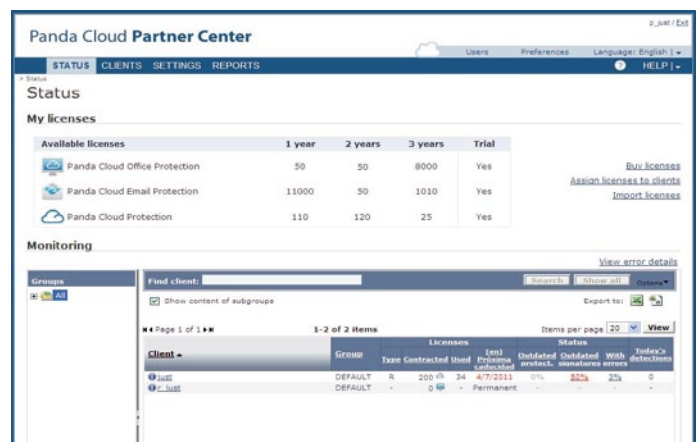 p_just / Exit
Panda Cloud Partner Center
Users Preferences Language: English | 
STATUS CLIENTS SETTINGS REPORTS ? HELP |
> Status
Status
My licenses
Available licenses 1 year 2 years 3 years Trial
Panda Cloud Office Protection 50 50 8000 Yes
Buy licenses
Assign licenses to clients
Panda Cloud Email Protection 11000 50 1010 Yes
Import licenses
Panda Cloud Protection 110 120 25 Yes
Monitoring
View error details
Groups
All
Find client: Search Show all Options
Show content of subgroups Export to:
Page 1 of 1 1-2 of 2 items Items per page 20 View
Licenses Status
Client Group Type Contracted Used [en] Próxima caducidad Outdated protect. Outdated signatures With errors Today's detections
just DEFAULT R 200 34 4/7/2011 0% 50% 3% 0
r_just DEFAULT - 0 - Permanent - - - -